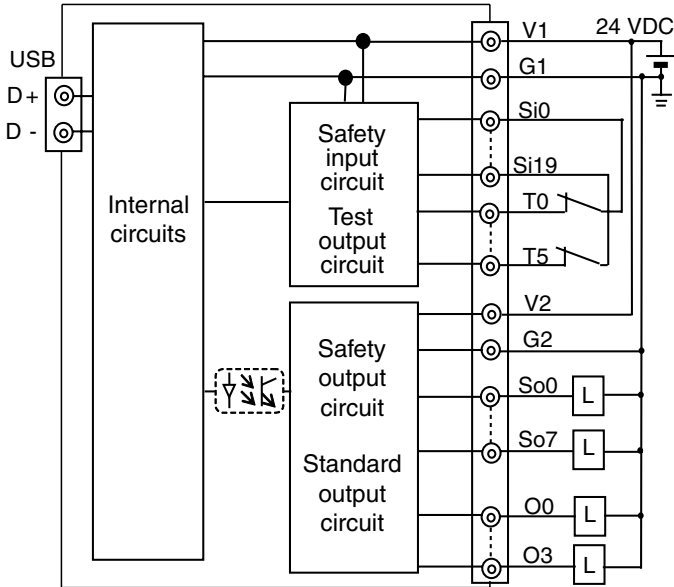 V1
24 VDC
USB
G1
D+
D -
Si0
Safety
input
circuit
Si19
Internal
circuits
T0
Test
output
circuit
T5
V2
Safety
output
circuit
G2
So0
L
So7
L
Standard
output
circuit
O0
L
O3
L